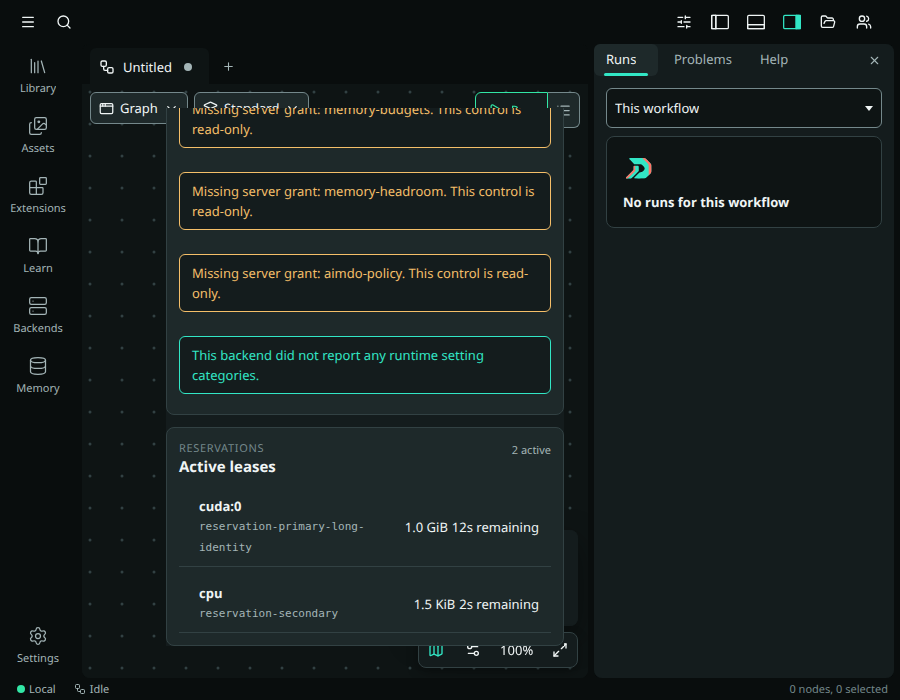 Untitled
Runs
Problems
Help
Library
Assets
Extensions
Learn
Backends
Memory
Settings
Graph
Standard
This workflow
No runs for this workflow
Missing server grant: memory-budgets. This control is
read-only.
Missing server grant: memory-headroom. This control is
read-only.
Missing server grant: aimdo-policy. This control is read-
only.
This backend did not report any runtime setting
categories.
RESERVATIONS
2 active
Active leases
cuda:0
reservation-primary-long-
identity
1.0 GiB 12s remaining
cpu
reservation-secondary
1.5 KiB 2s remaining
100%
Local
Idle
0 nodes, 0 selected